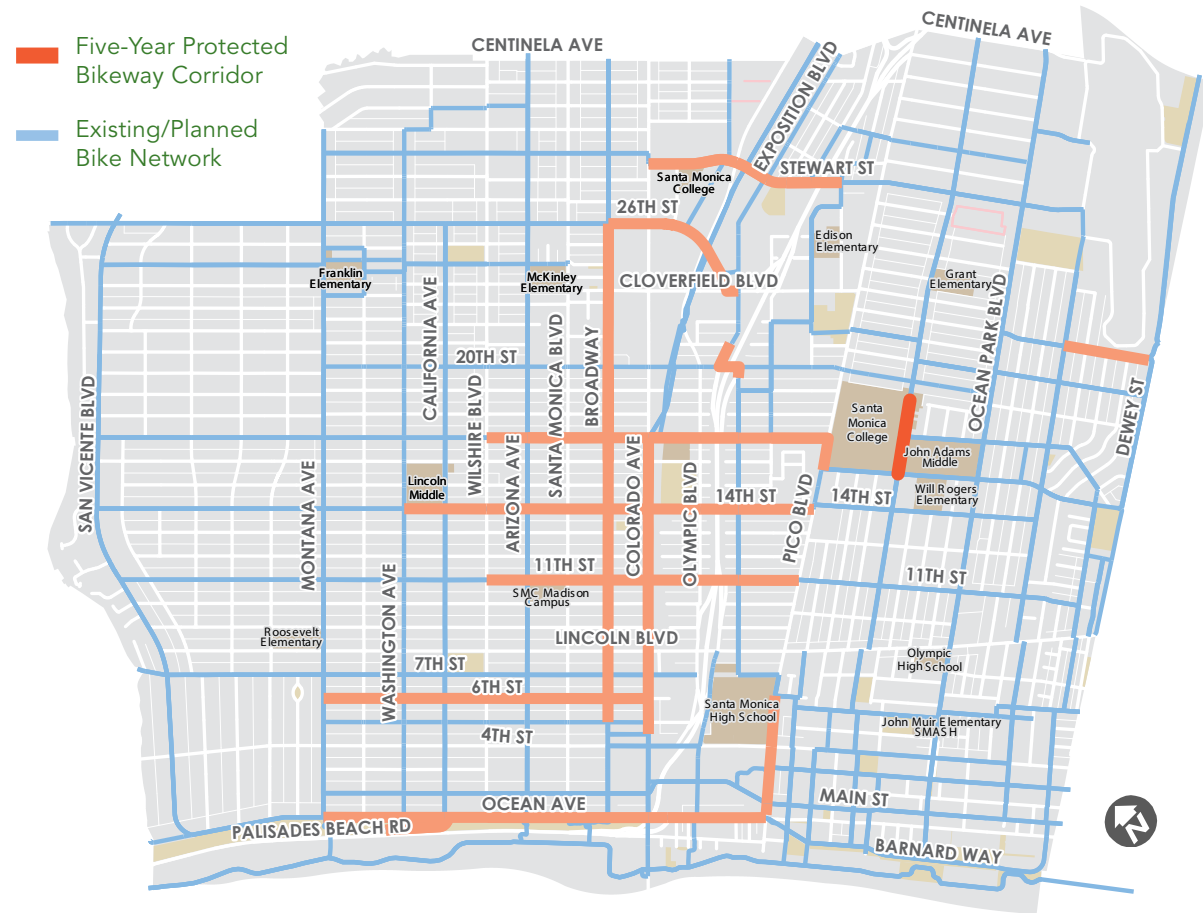 Five-Year Protected
Bikeway Corridor
Existing/Planned
Bike Network
CENTINELA AVE
CENTINELA AVE
EXPOSITION BLVD
STEWART ST
Santa Monica
College
26TH ST
Edison
Elementary
Franklin
Elementary
McKinley
Elementary
CLOVERFIELD BLVD
Grant
Elementary
CALIFORNIA AVE
SANTA MONICA BLVD
BROADWAY
OCEAN PARK BLVD
20TH ST
SAN VICENTE BLVD
WILSHIRE BLVD
DEWEY ST
Santa
Monica
College
ARIZONA AVE
COLORADO AVE
John Adams
Middle
MONTANA AVE
Lincoln
Middle
OLYMPIC BLVD
PICO BLVD
14TH ST
14TH ST
Will Rogers
Elementary
11TH ST
11TH ST
SMC Madison
Campus
WASHINGTON AVE
Roosevelt
Elementary
LINCOLN BLVD
Olympic
High School
7TH ST
6TH ST
Santa Monica
High School
John Muir Elementary
SMASH
4TH ST
OCEAN AVE
MAIN ST
PALISADES BEACH RD
BARNARD WAY
N